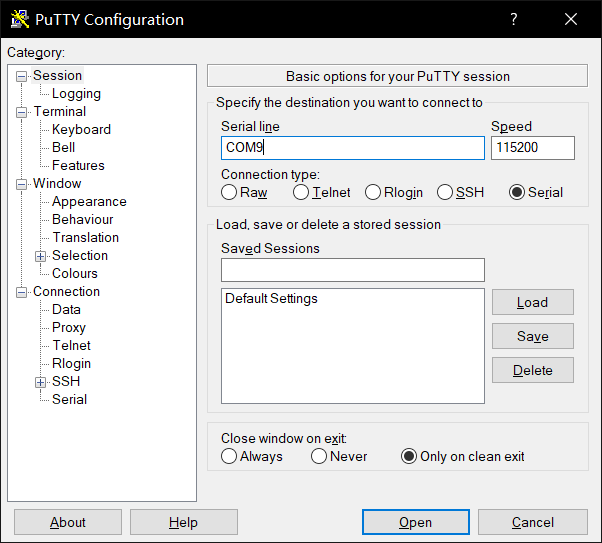 PuTTY Configuration
Category:
Session
Logging
Terminal
Keyboard
Bell
Features
Window
Appearance
Behaviour
Translation
Selection
Colours
Connection
Data
Proxy
Telnet
Rlogin
SSH
Serial
Basic options for your PuTTY session
Specify the destination you want to connect to
Serial line Speed
COM9 115200
Connection type:
Raw Telnet Rlogin SSH Serial
Load, save or delete a stored session
Saved Sessions
Default Settings
Load
Save
Delete
Close window on exit:
Always Never Only on clean exit
About Help Open Cancel